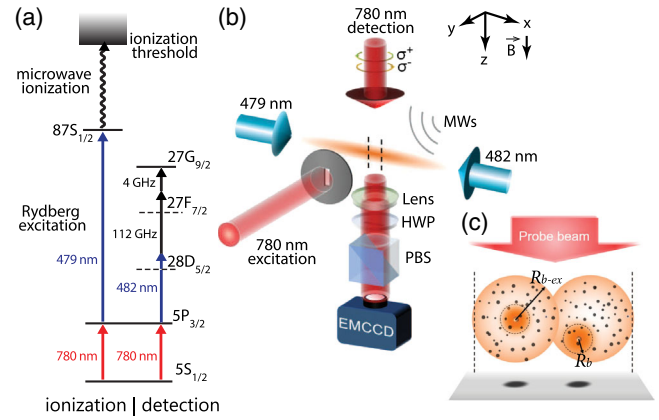 (a)
ionization
threshold
microwave
ionization
87S1/2
27G9/2
4 GHz
27F7/2
Rydberg
excitation
112 GHz
28D5/2
479 nm
482 nm
5P3/2
780 nm
780 nm
5S1/2
ionization | detection
(b)
780 nm
detection
σ+
σ-
y
x
z
B
479 nm
MWs
482 nm
Lens
HWP
780 nm
excitation
PBS
EMCCD
(c)
Probe beam
Rb-ex
Rb